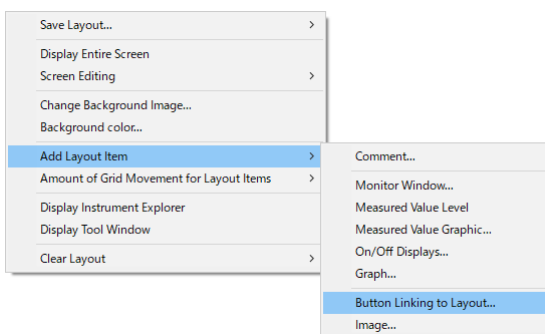 Save Layout...
Display Entire Screen
Screen Editing
Change Background Image...
Background color...
Add Layout Item
Amount of Grid Movement for Layout Items
Display Instrument Explorer
Display Tool Window
Clear Layout
Comment...
Monitor Window...
Measured Value Level
Measured Value Graphic...
On/Off Displays...
Graph...
Button Linking to Layout...
Image...